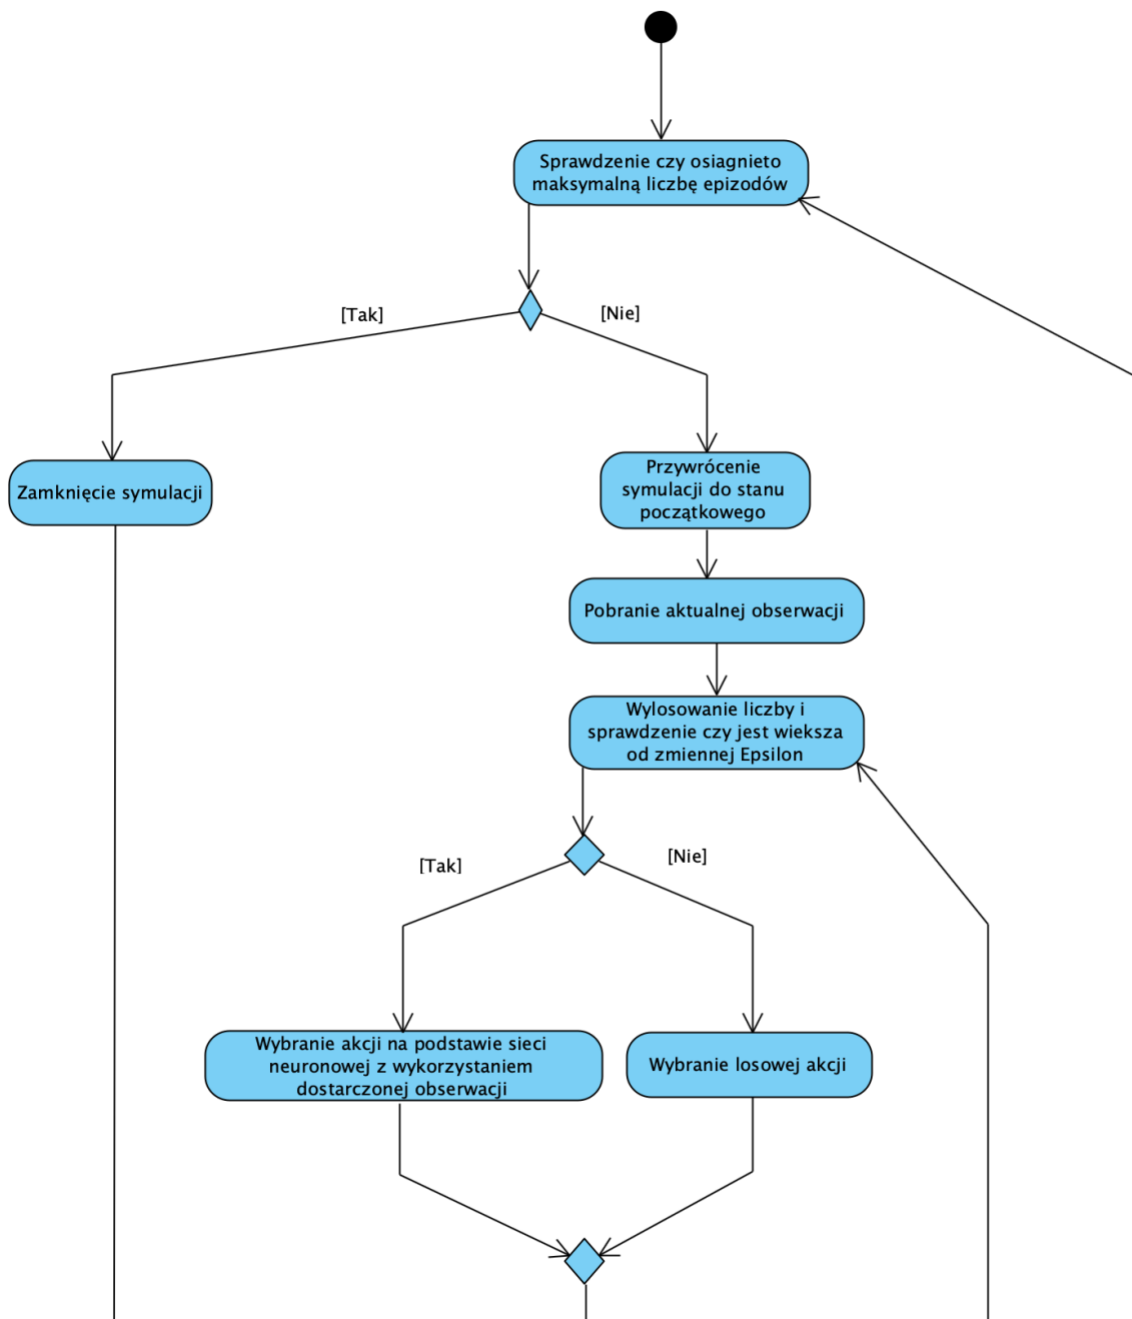 Sprawdzenie czy osiagnieto
maksymalną liczbę epizodów
[Tak]
[Nie]
Zamknięcie symulacji
Przywrócenie
symulacji do stanu
początkowego
Pobranie aktualnej obserwacji
Wylosowanie liczby i
sprawdzenie czy jest wieksza
od zmiennej Epsilon
[Tak]
[Nie]
Wybranie akcji na podstawie sieci
neuronowej z wykorzystaniem
dostarczonej obserwacji
Wybranie losowej akcji